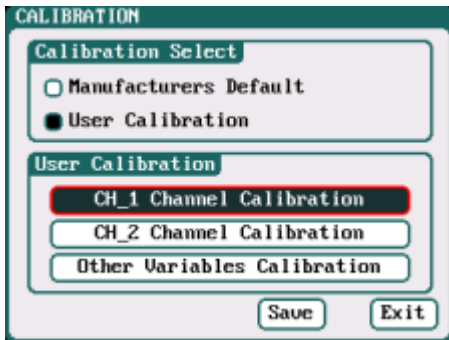 CALIBRATION
Calibration Select
Manufacturers Default
User Calibration
User Calibration
CH_1 Channel Calibration
CH_2 Channel Calibration
Other Variables Calibration
Save Exit